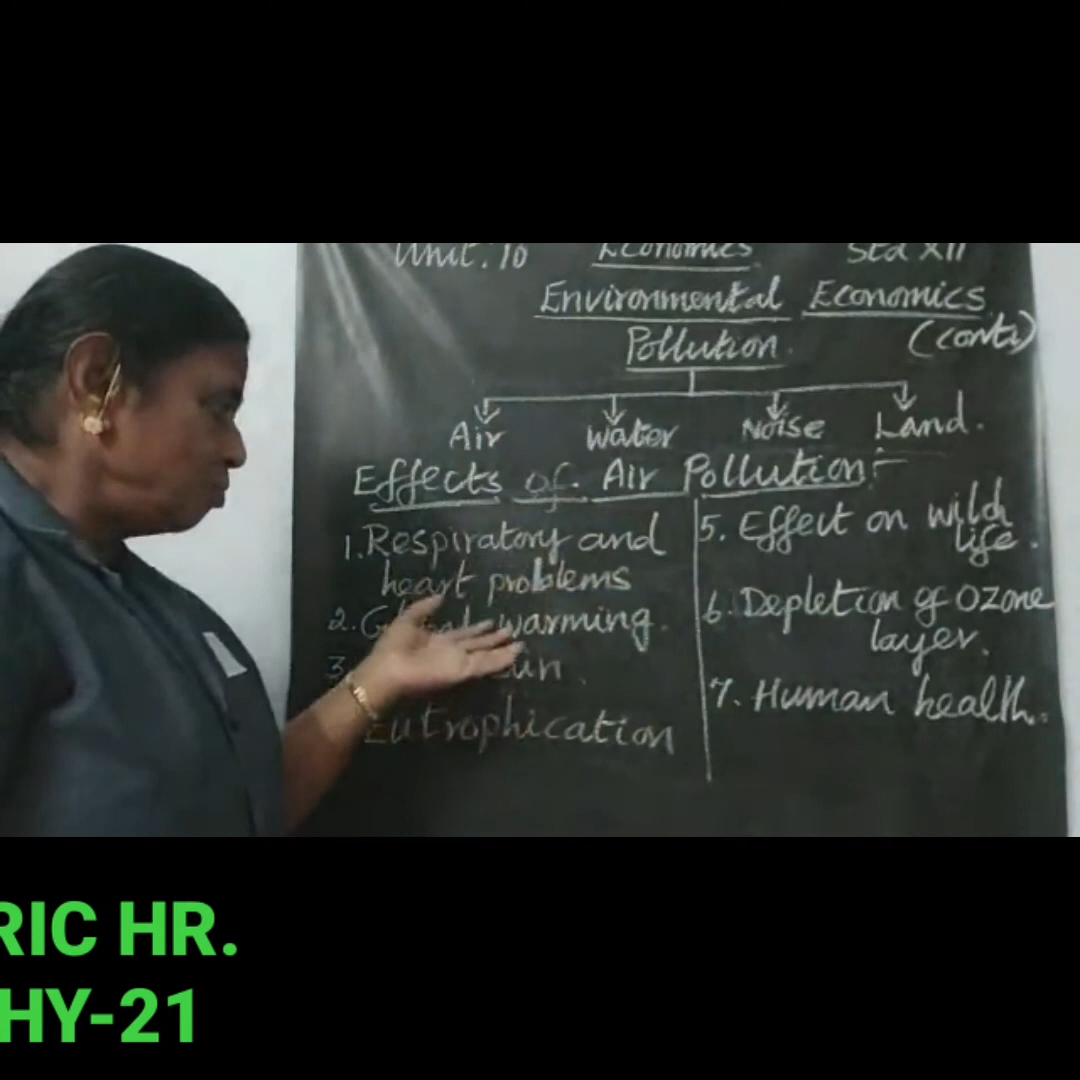 Unit. 10 Economics Std XII
Environmental Economics
(conti)
Pollution.
Air Water Noise Land.
Effects of Air Pollution:-
1. Respiratory and
heart problems
2. warming.
3.
Eutrophication
5. Effect on wild
life.
6. Depletion of Ozone
layer.
7. Human health.
RIC HR.
HY-21